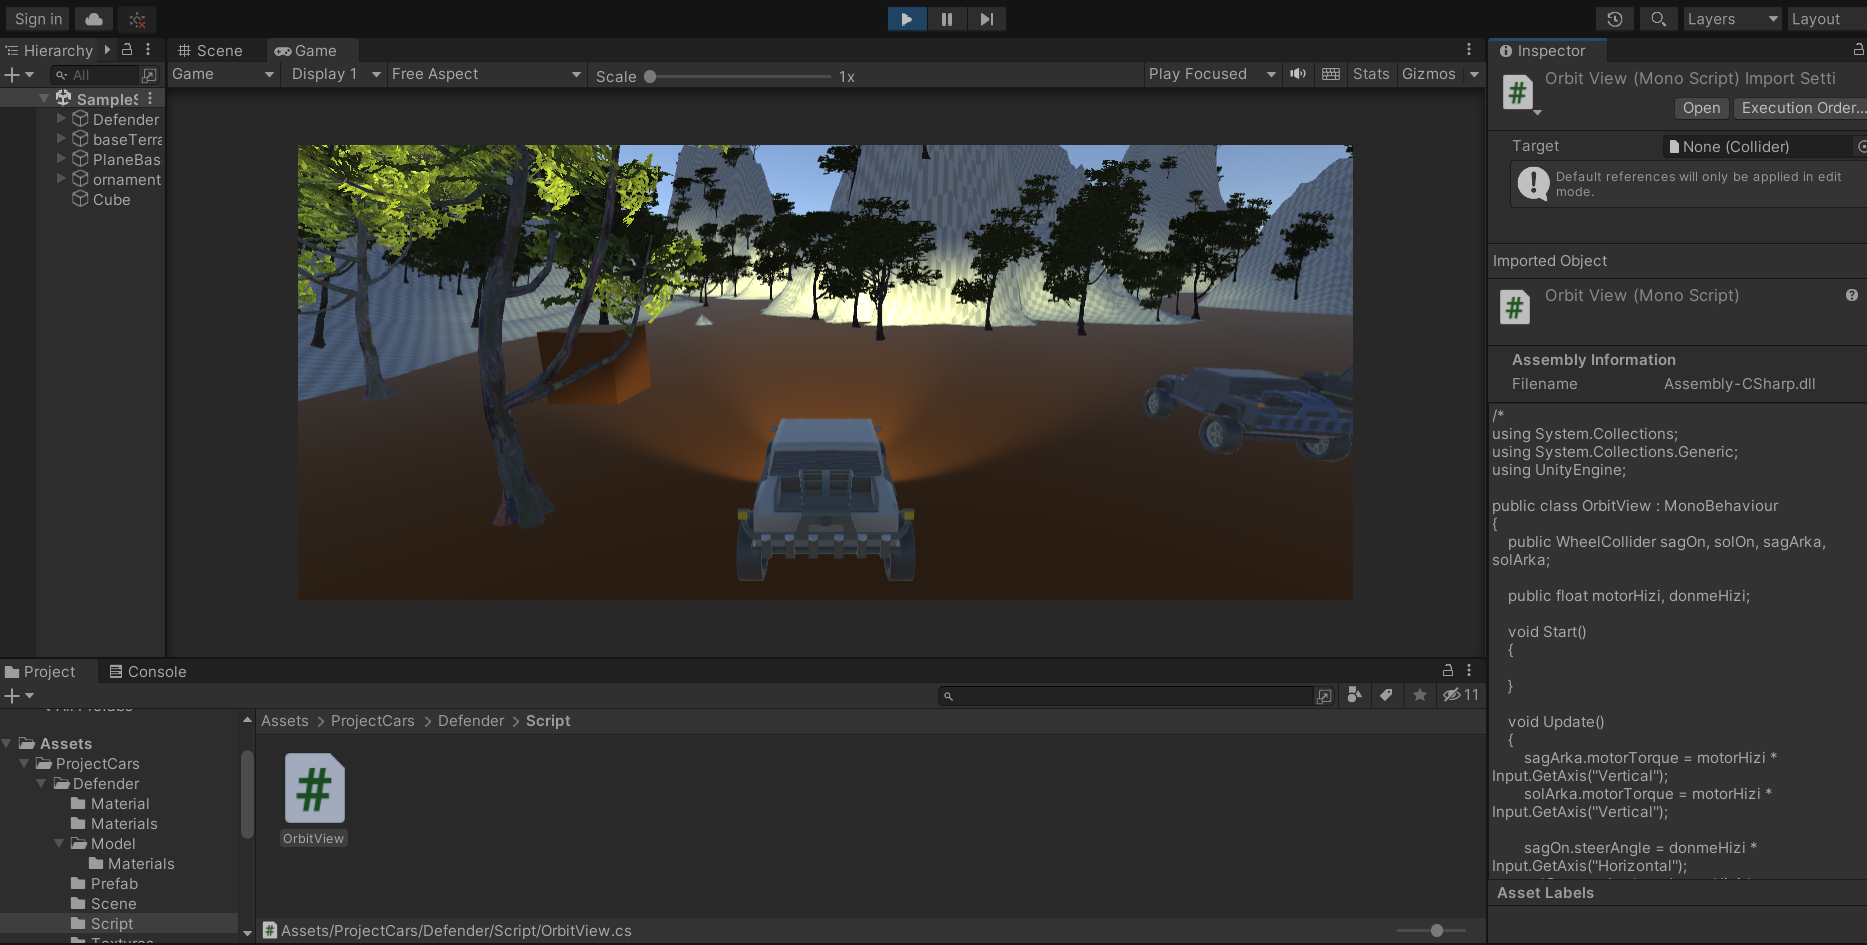 Sign in
Layers
Layout
Hierarchy
Scene
Game
Inspector
All
Game
Display 1
Free Aspect
Scale
1x
Play Focused
Stats
Gizmos
Orbit View (Mono Script) Import Setti
Open
Execution Order...
SampleS
Defender
baseTerra
PlaneBas
ornament
Cube
Target
None (Collider)
Default references will only be applied in edit
mode.
Imported Object
Orbit View (Mono Script)
Assembly Information
Filename
Assembly-CSharp.dll
/*
using System.Collections;
using System.Collections.Generic;
using UnityEngine;
public class OrbitView : MonoBehaviour
{
public WheelCollider sagOn, solOn, sagArka,
solArka;
public float motorHizi, donmeHizi;
void Start()
{
}
void Update()
{
sagArka.motorTorque = motorHizi *
Input.GetAxis("Vertical");
solArka.motorTorque = motorHizi *
Input.GetAxis("Vertical");
sagOn.steerAngle = donmeHizi *
Input.GetAxis("Horizontal");
Asset Labels
Project
Console
11
All Prefabs
Assets
ProjectCars
Defender
Material
Materials
Model
Materials
Prefab
Scene
Script
Textures
Assets > ProjectCars > Defender > Script
OrbitView
Assets/ProjectCars/Defender/Script/OrbitView.cs